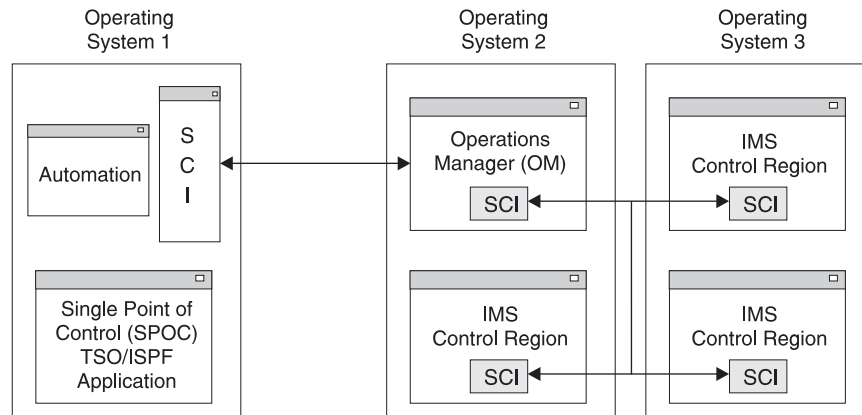 Operating
System 1
Operating
System 2
Operating
System 3
Automation
S
C
I
Single Point of
Control (SPOC)
TSO/ISPF
Application
Operations
Manager (OM)
SCI
IMS
Control Region
SCI
IMS
Control Region
SCI
IMS
Control Region
SCI